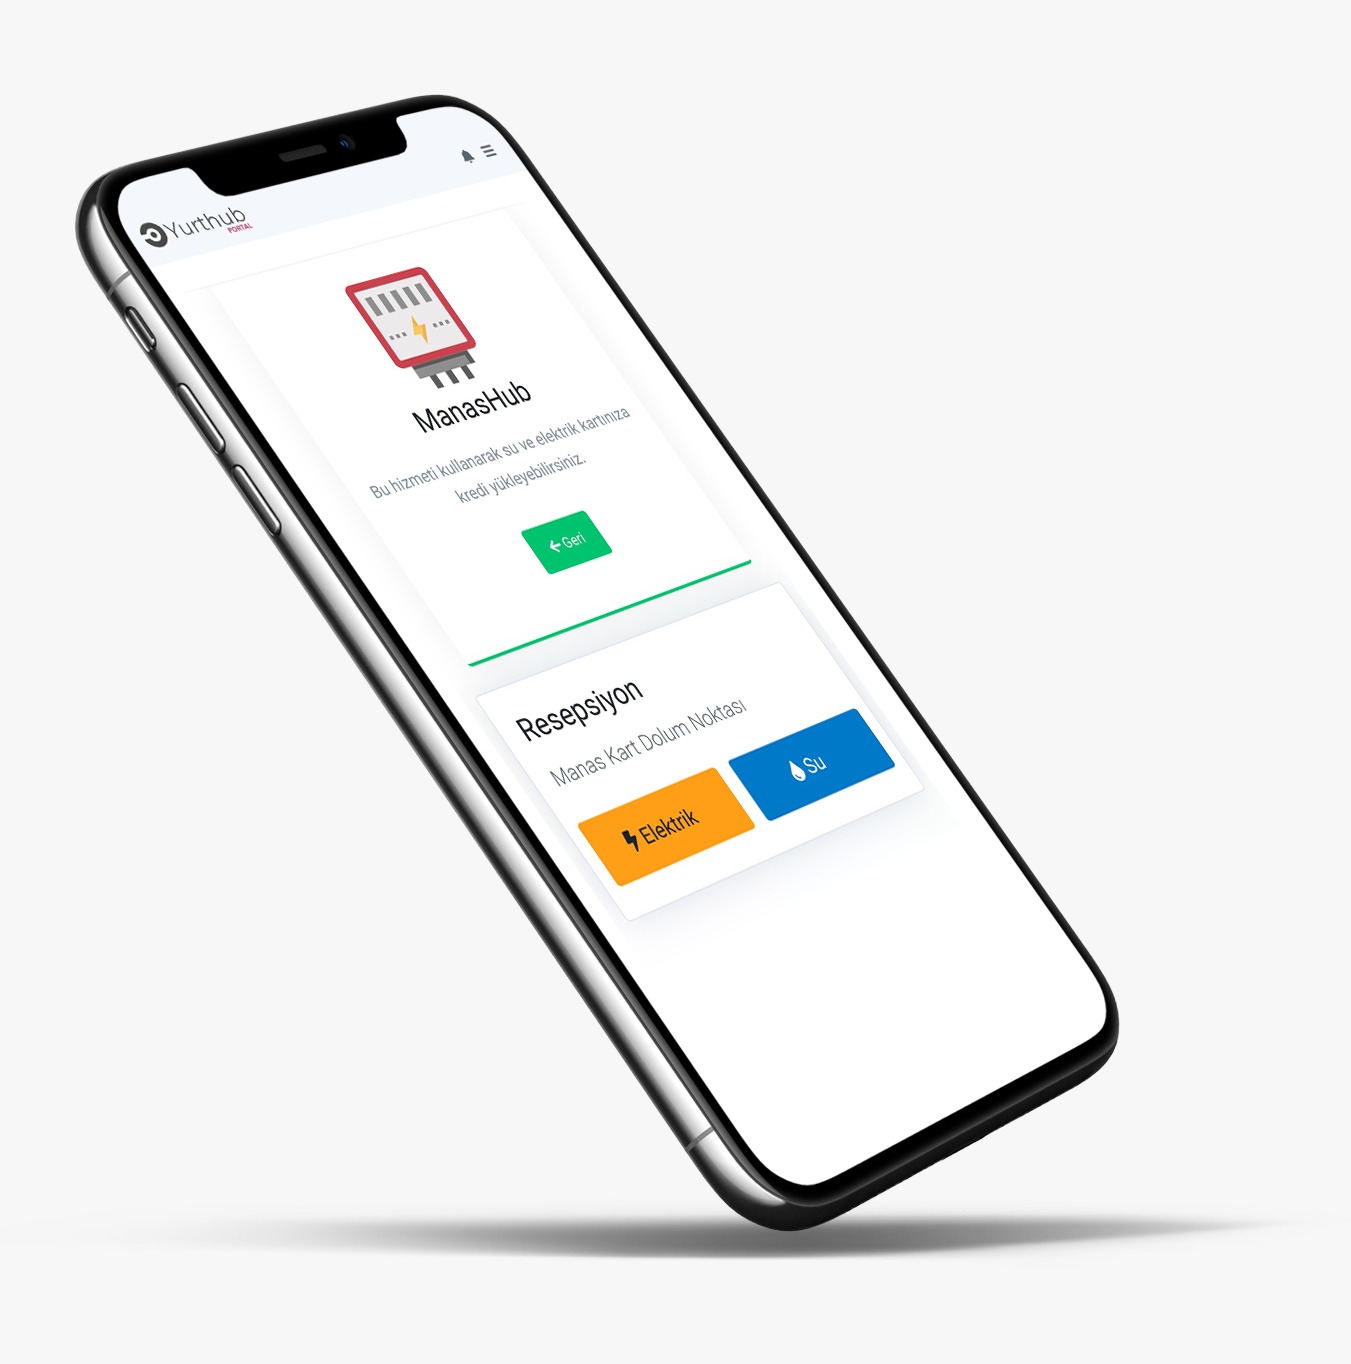 Yurthub
PORTAL
ManasHub
Bu hizmeti kullanarak su ve elektrik kartınıza
kredi yükleyebilirsiniz.
Geri
Resepsiyon
Manas Kart Dolum Noktası
Elektrik
Su